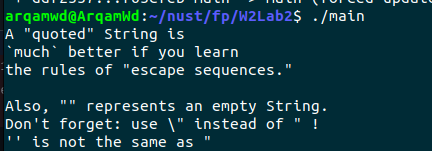 arqamwd@ArqamWd:~/nust/fp/W2Lab2$ ./main
A "quoted" String is
`much` better if you learn
the rules of "escape sequences."

Also, "" represents an empty String.
Don't forget: use \" instead of " !
'' is not the same as "